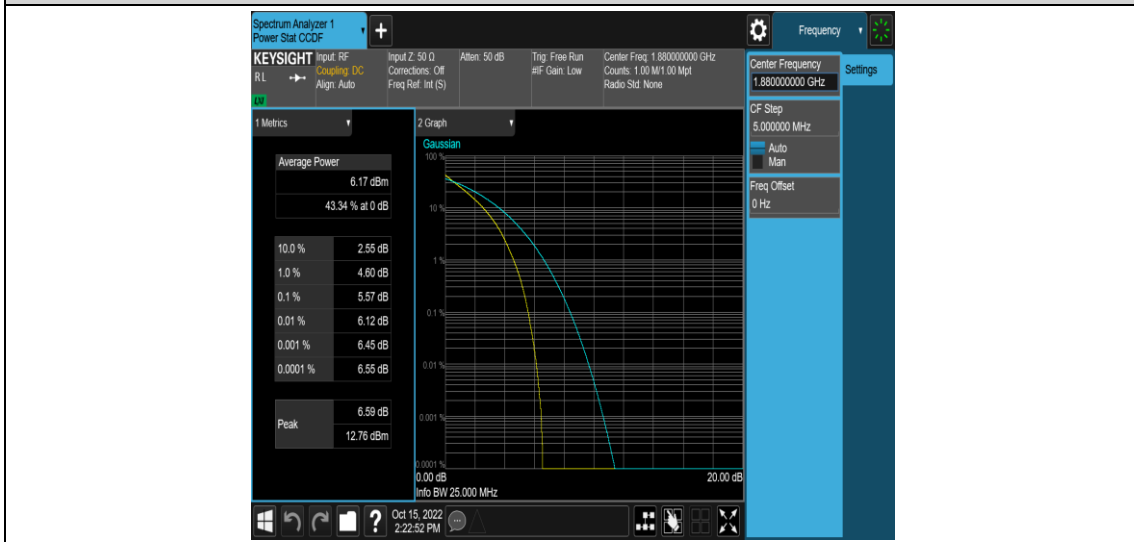 Spectrum Analyzer 1
Power Stat CCDF
+
Frequency
KEYSIGHT
RL
LXI
Input: RF
Coupling: DC
Align: Auto
Input Z: 50 Ω
Corrections: Off
Freq Ref: Int (S)
Atten: 50 dB
Trig: Free Run
#IF Gain: Low
Center Freq: 1.880000000 GHz
Counts: 1.00 M/1.00 Mpt
Radio Std: None
Center Frequency
1.880000000 GHz
Settings
CF Step
5.000000 MHz
Auto
Man
Freq Offset
0 Hz
1 Metrics
Average Power
6.17 dBm
43.34 % at 0 dB
10.0 % 2.55 dB
1.0 % 4.60 dB
0.1 % 5.57 dB
0.01 % 6.12 dB
0.001 % 6.45 dB
0.0001 % 6.55 dB
Peak
6.59 dB
12.76 dBm
2 Graph
Gaussian
100 %
10 %
1 %
0.1 %
0.01 %
0.001 %
0.0001 %
0.00 dB 20.00 dB
Info BW 25.000 MHz
?
Oct 15, 2022
2:22:52 PM